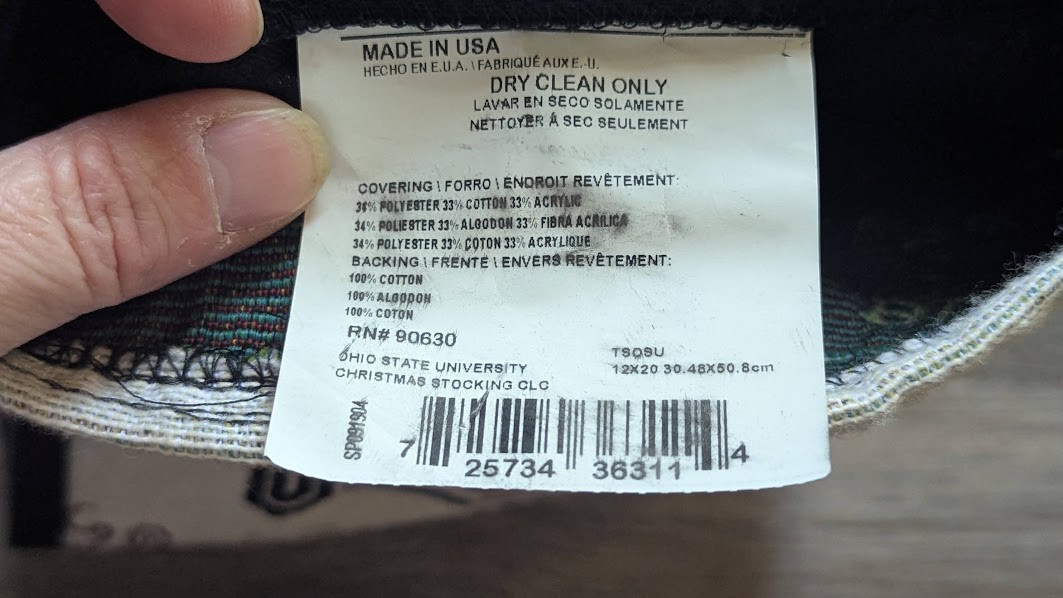 MADE IN USA
HECHO EN E.U.A. \ FABRIQUÉ AUX E.-U.
DRY CLEAN ONLY
LAVAR EN SECO SOLAMENTE
NETTOYER À SEC SEULEMENT
COVERING \ FORRO \ ENDROIT REVÊTEMENT:
34% POLYESTER 33% COTTON 33% ACRYLIC
34% POLIESTER 33% ALGODON 33% FIBRA ACRILICA
34% POLYESTER 33% COTON 33% ACRYLIQUE
BACKING \ FRENTE \ ENVERS REVÊTEMENT:
100% COTTON
100% ALGODON
100% COTON
RN# 90630
OHIO STATE UNIVERSITY
CHRISTMAS STOCKING CLC
TSOSU
12X20 30.48X50.8cm
SP091904
7 25734 36311 4